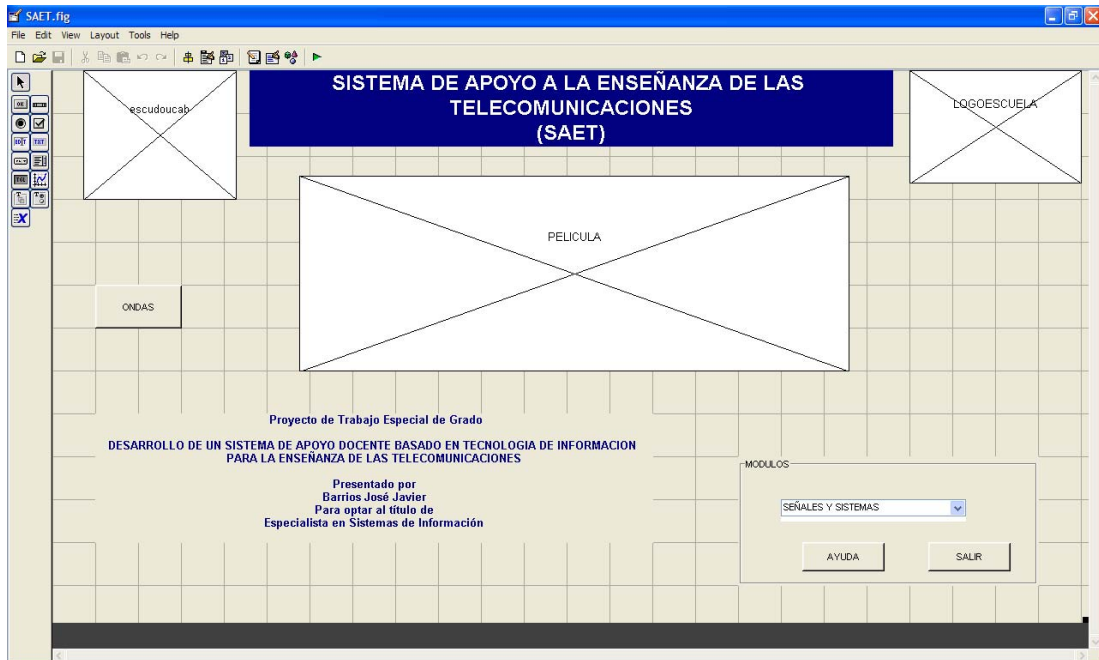 SAET.fig
File Edit View Layout Tools Help
SISTEMA DE APOYO A LA ENSEÑANZA DE LAS
TELECOMUNICACIONES
(SAET)
escudoucab
LOGOESCUELA
PELICULA
ONDAS
Proyecto de Trabajo Especial de Grado
DESARROLLO DE UN SISTEMA DE APOYO DOCENTE BASADO EN TECNOLOGIA DE INFORMACION
PARA LA ENSEÑANZA DE LAS TELECOMUNICACIONES
Presentado por
Barrios José Javier
Para optar al título de
Especialista en Sistemas de Información
MODULOS
SEÑALES Y SISTEMAS
AYUDA
SALIR